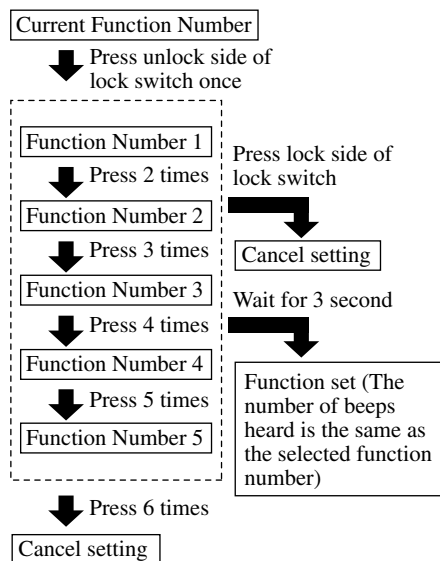 Current Function Number
Press unlock side of
lock switch once
Function Number 1
Press 2 times
Function Number 2
Press 3 times
Function Number 3
Press 4 times
Function Number 4
Press 5 times
Function Number 5
Press 6 times
Cancel setting
Press lock side of
lock switch
Cancel setting
Wait for 3 second
Function set (The
number of beeps
heard is the same as
the selected function
number)